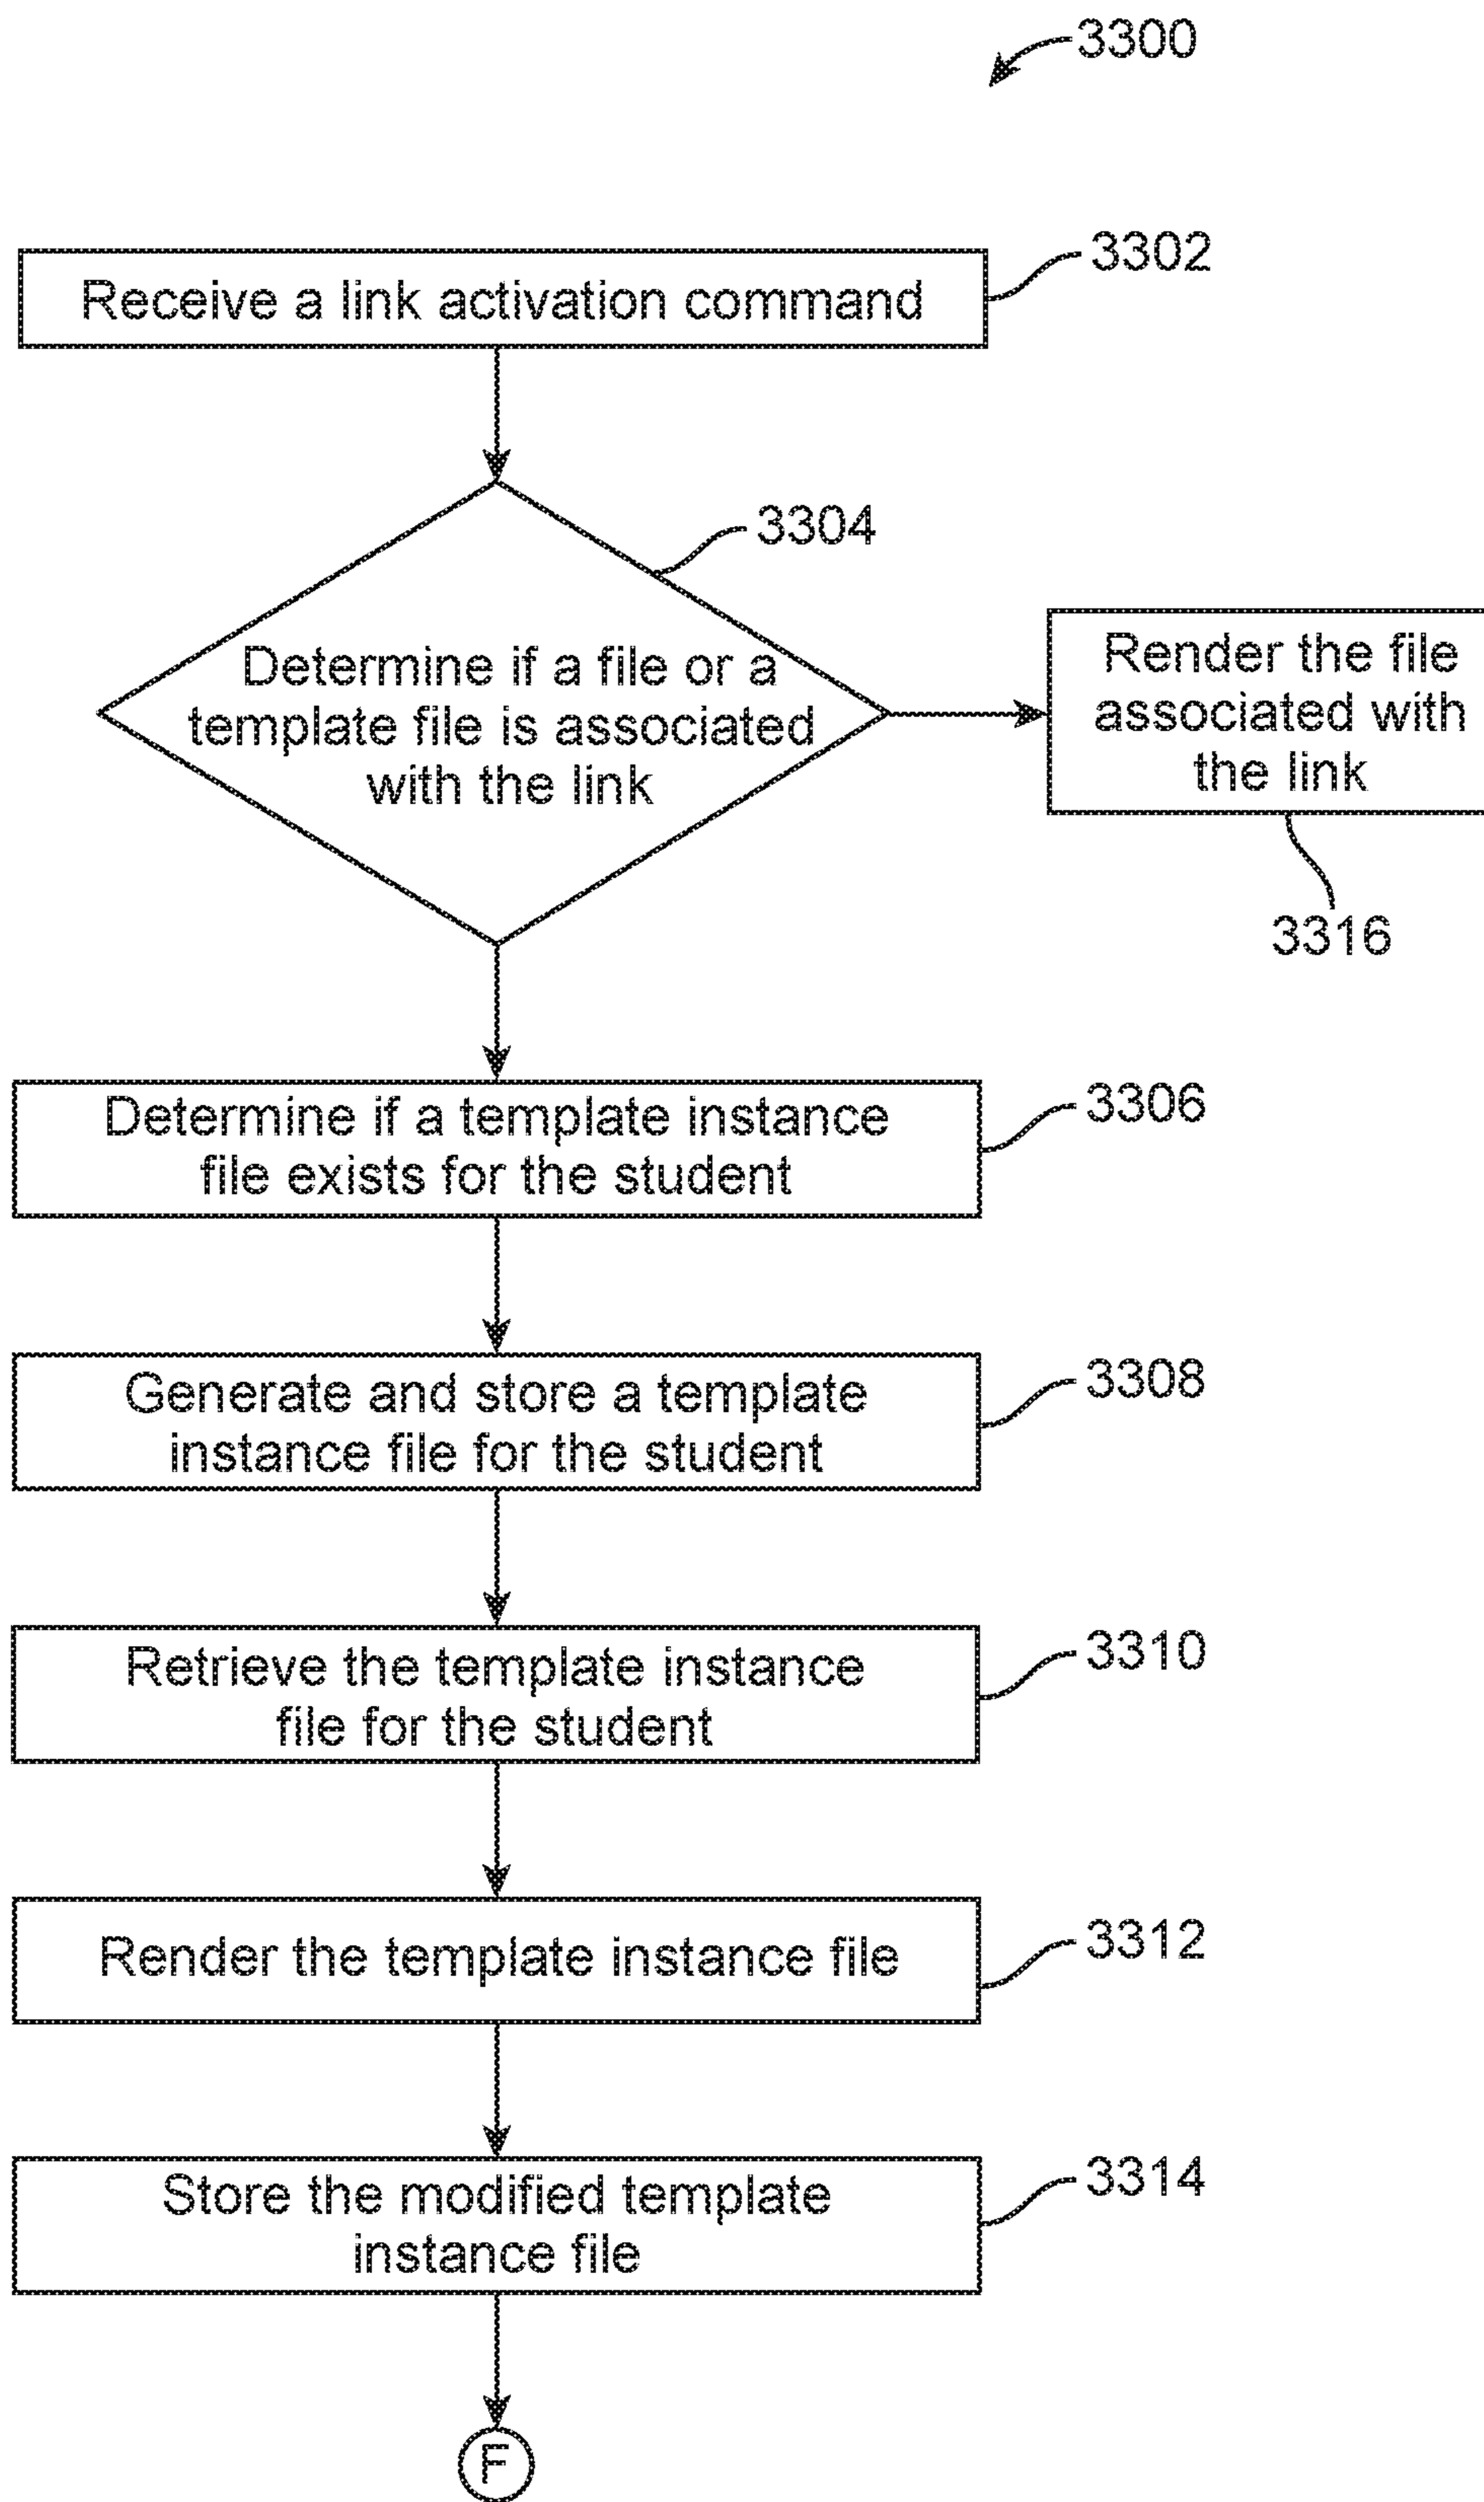 3300
3302
Receive a link activation command
3304
Determine if a file or a
template file is associated
with the link
Render the file
associated with
the link
3316
3306
Determine if a template instance
file exists for the student
3308
Generate and store a template
instance file for the student
3310
Retrieve the template instance
file for the student
3312
Render the template instance file
3314
Store the modified template
instance file
F